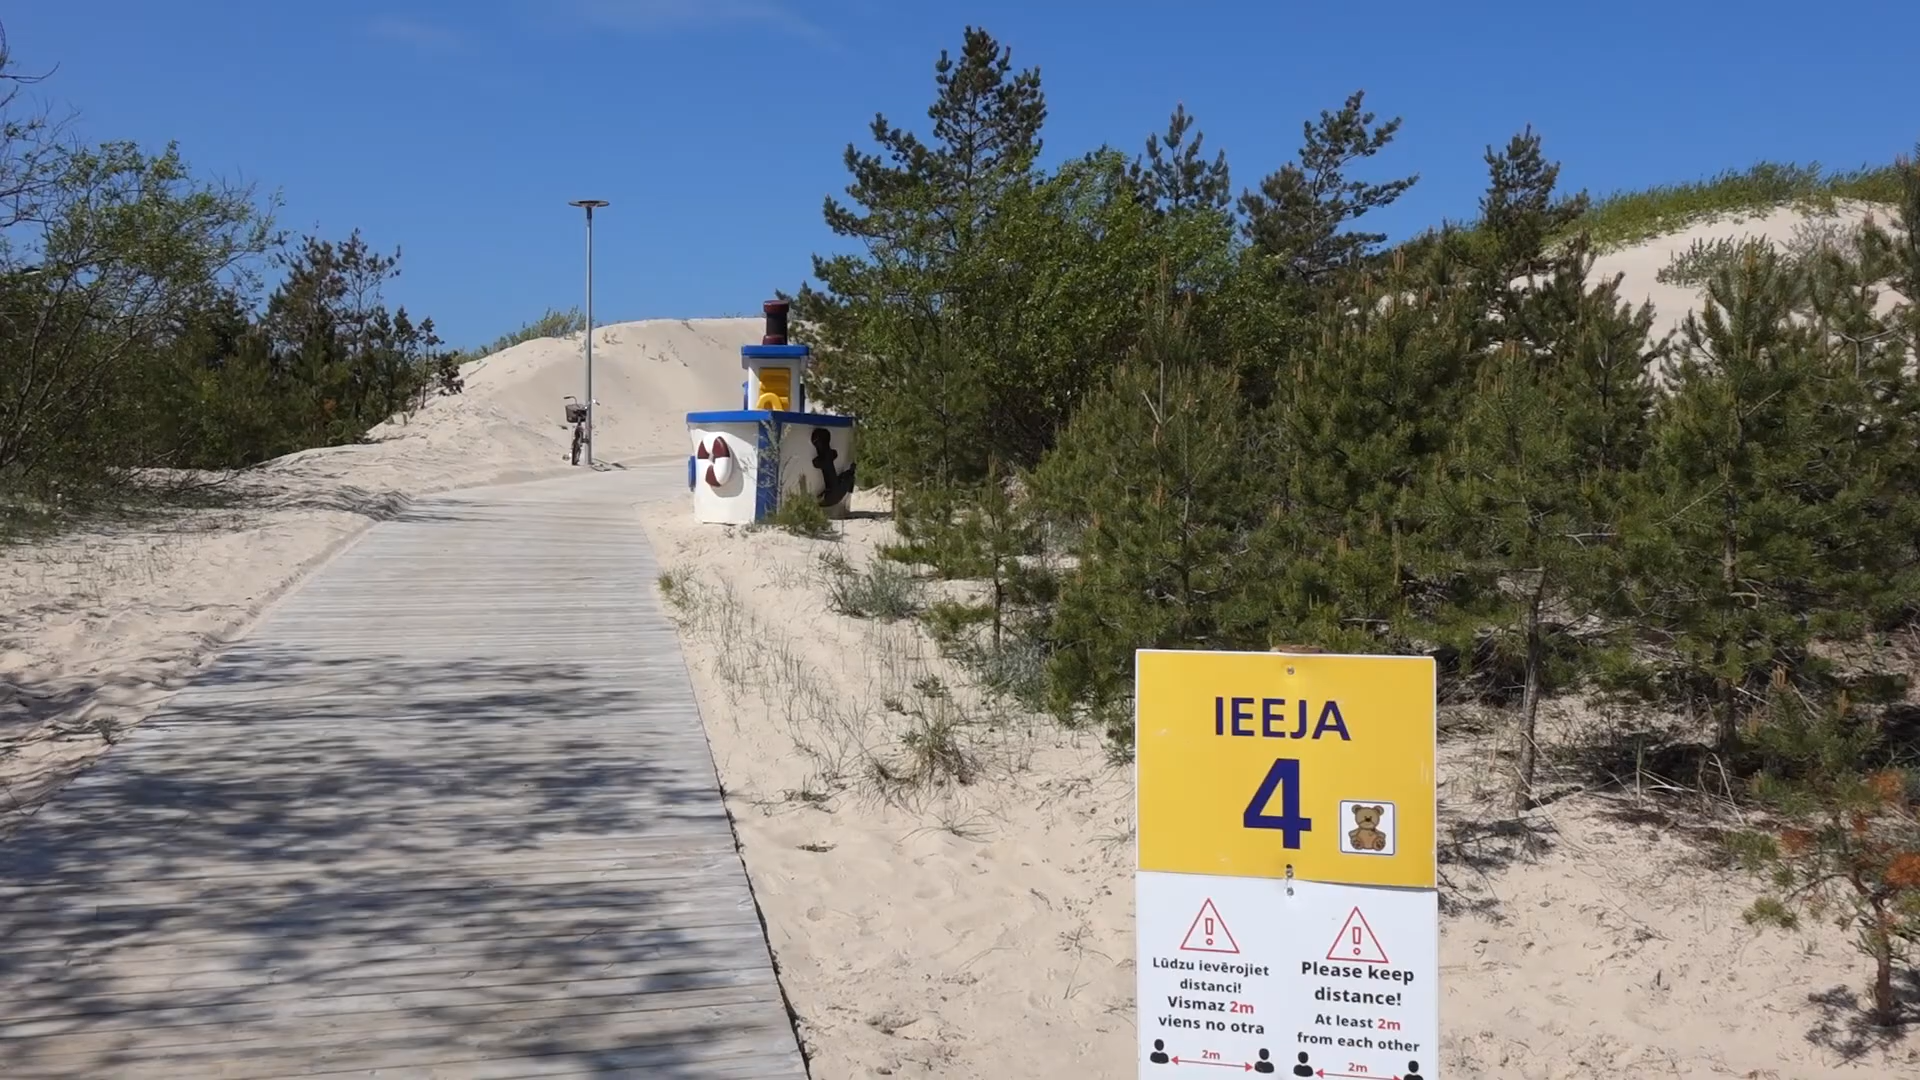 IEEJA
4
Lūdzu ievērojiet
distanci!
Vismaz 2m
viens no otra
2m
Please keep
distance!
At least 2m
from each other
2m